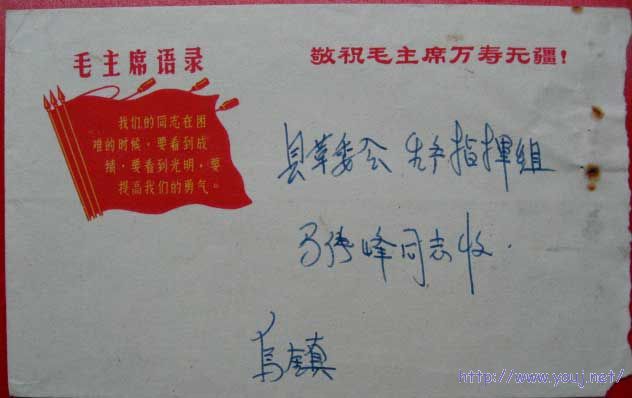 毛主席语录
我们的同志在困
难的时候，要看到成
绩，要看到光明，要
提高我们的勇气。
敬祝毛主席万寿无疆！
县革委会 生产指挥组
马傳峰同志收.
乌镇
http://www.youj.net/